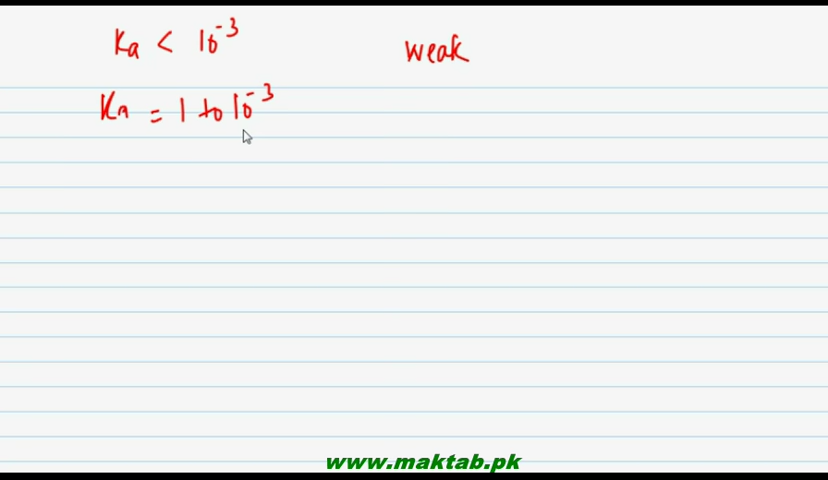 Ka < 10⁻³ weak
Ka = 1 to 10⁻³
www.maktab.pk